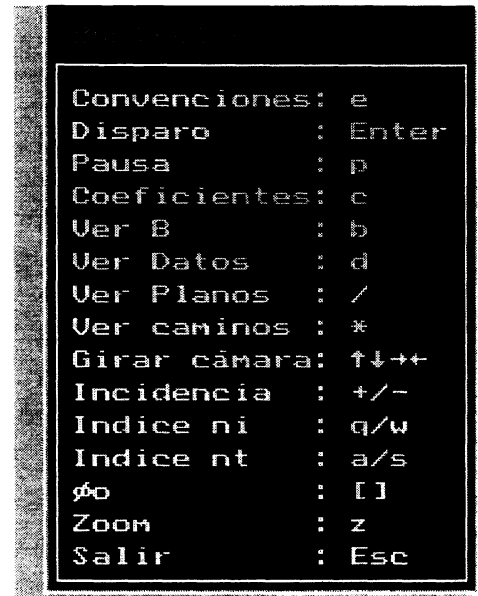 Convenciones: e
Disparo : Enter
Pausa : p
Coeficientes: c
Ver B : b
Ver Datos : d
Ver Planos : /
Ver caminos : *
Girar cámara: ↑↓→←
Incidencia : +/-
Indice ni : q/w
Indice nt : a/s
φo : []
Zoom : z
Salir : Esc